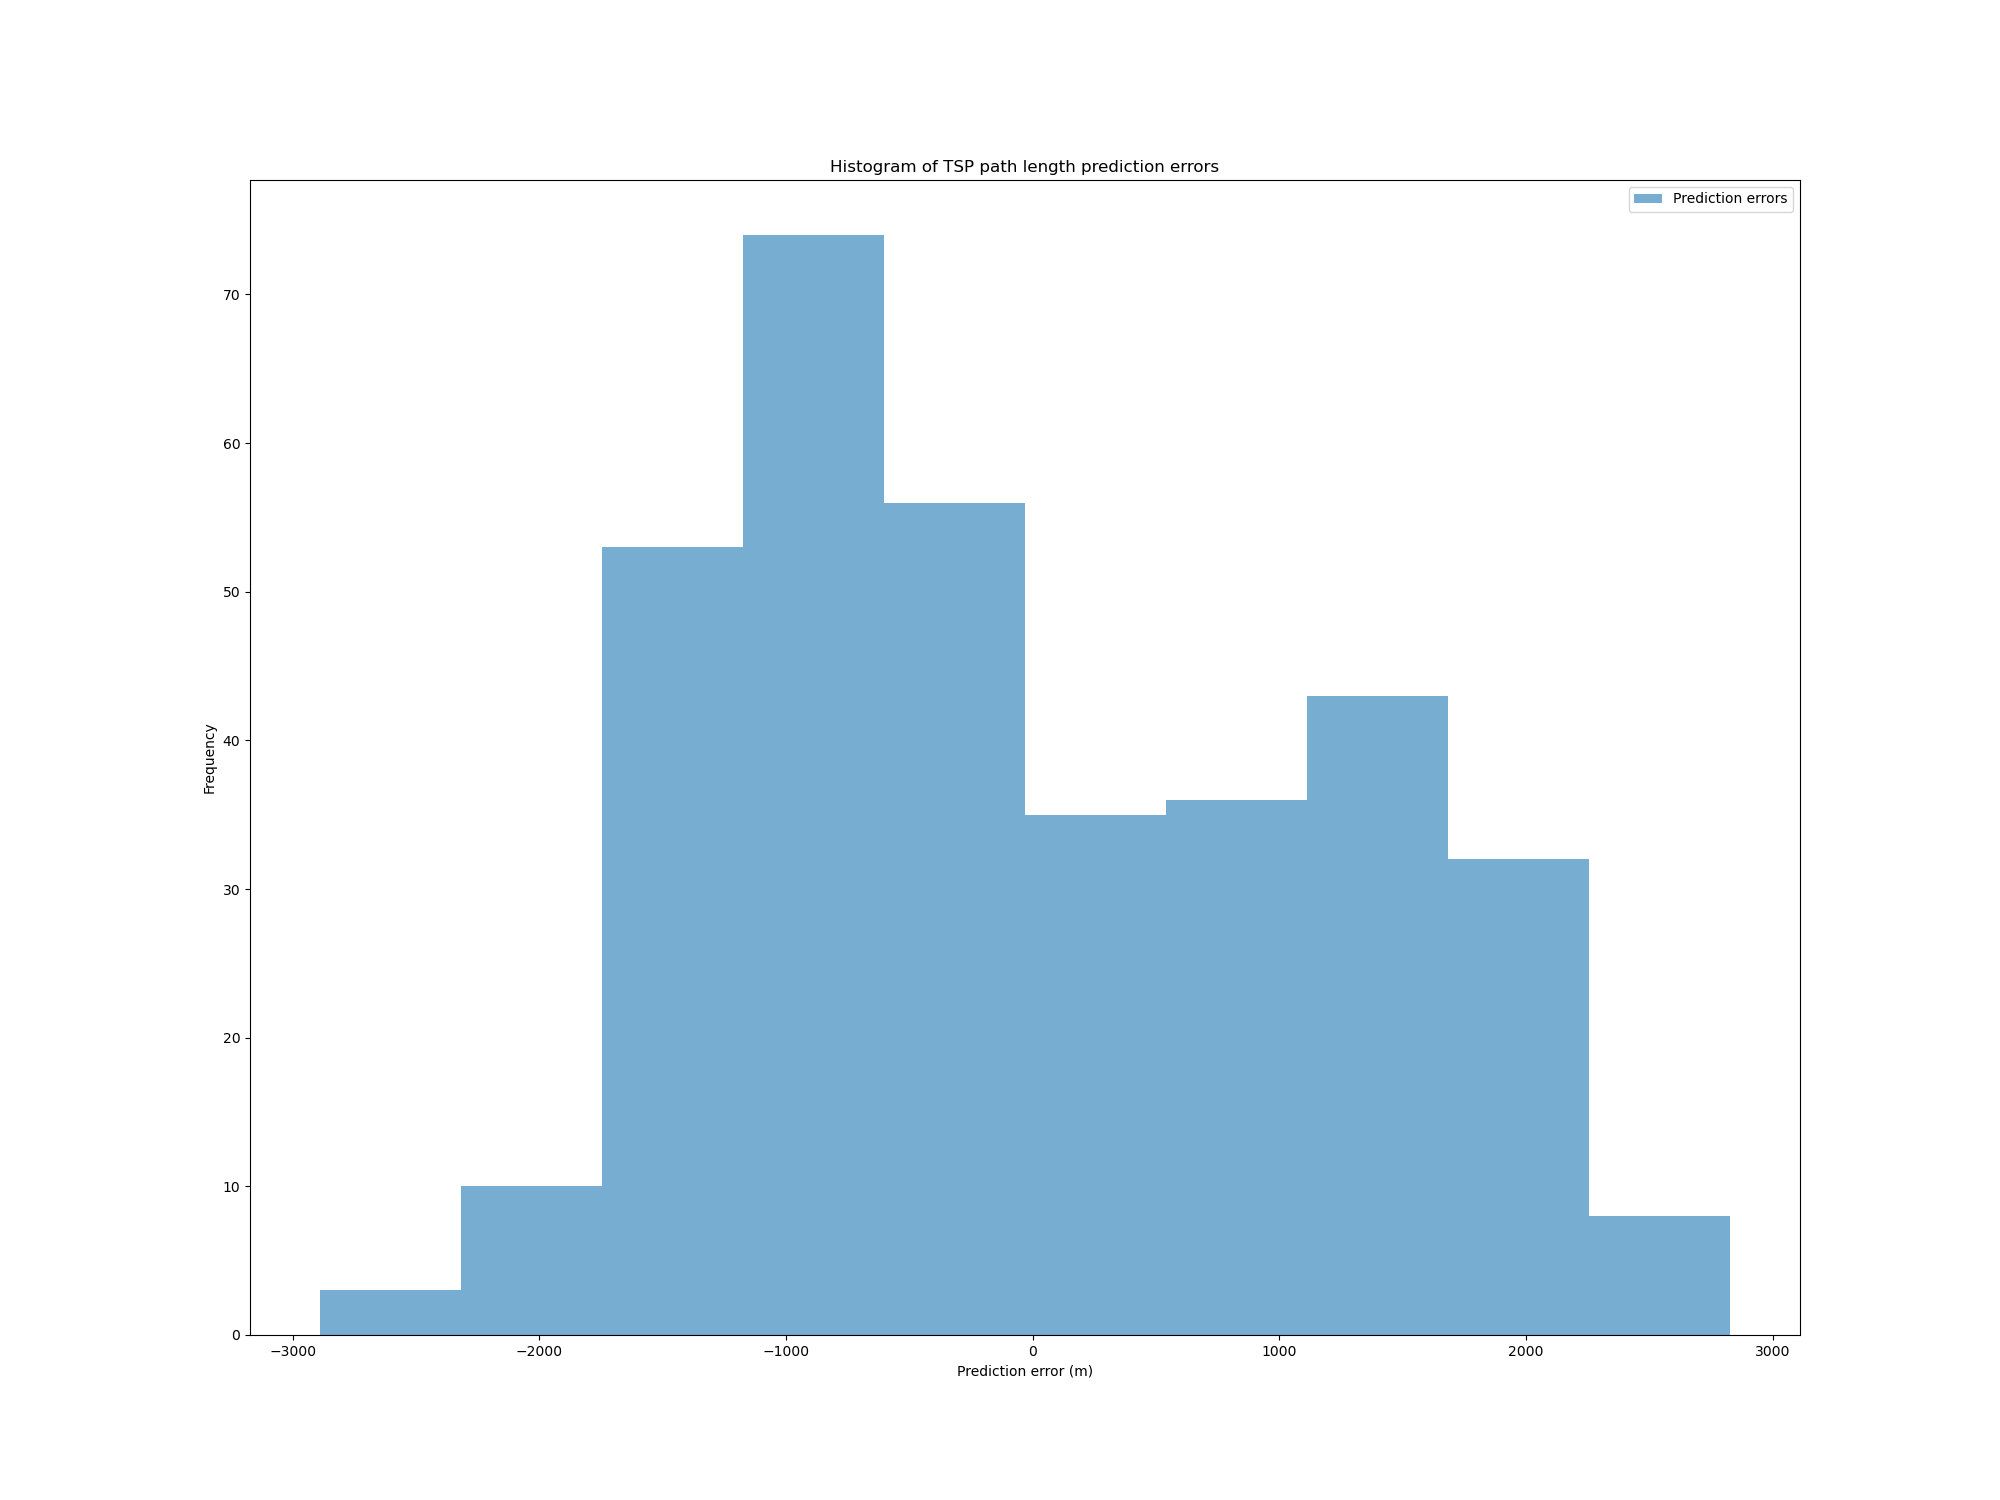 Histogram of TSP path length prediction errors
Prediction errors
70
60
50
40
30
20
10
0
Frequency
−3000 −2000 −1000 0 1000 2000 3000
Prediction error (m)